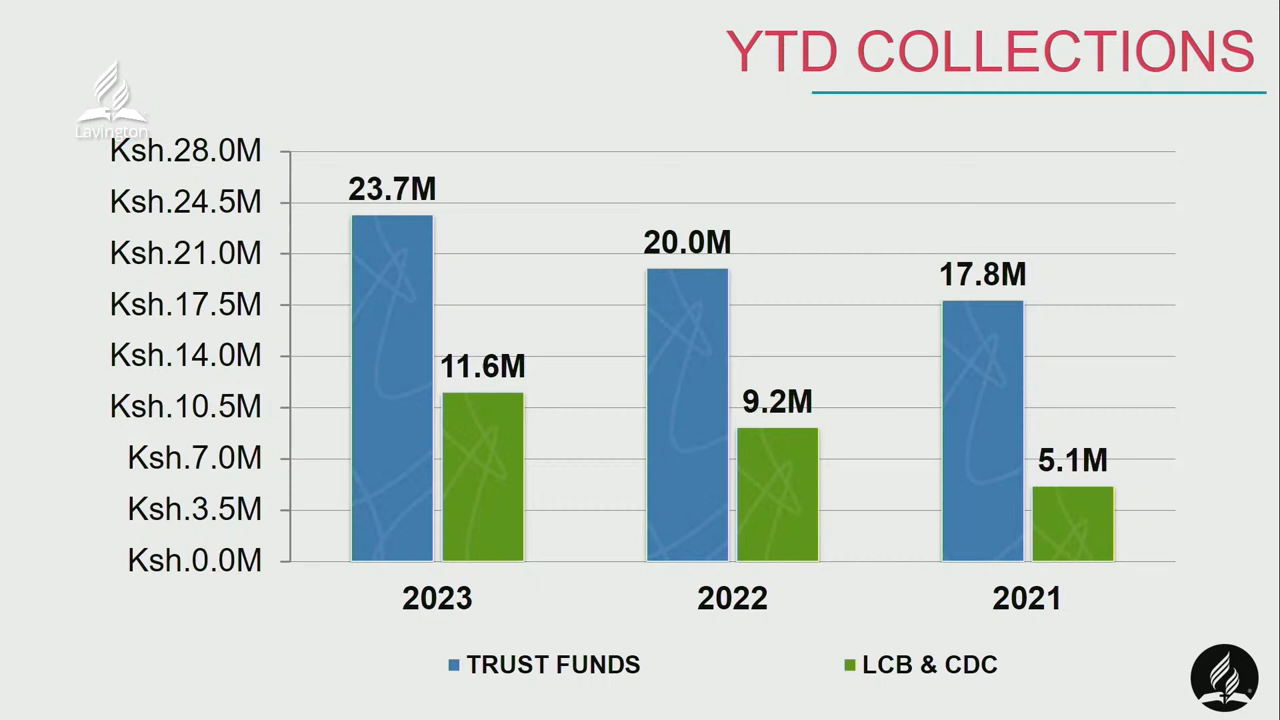 YTD COLLECTIONS
Lavington
Ksh.28.0M
Ksh.24.5M
Ksh.21.0M
Ksh.17.5M
Ksh.14.0M
Ksh.10.5M
Ksh.7.0M
Ksh.3.5M
Ksh.0.0M
23.7M
11.6M
20.0M
9.2M
17.8M
5.1M
2023 2022 2021
TRUST FUNDS LCB & CDC